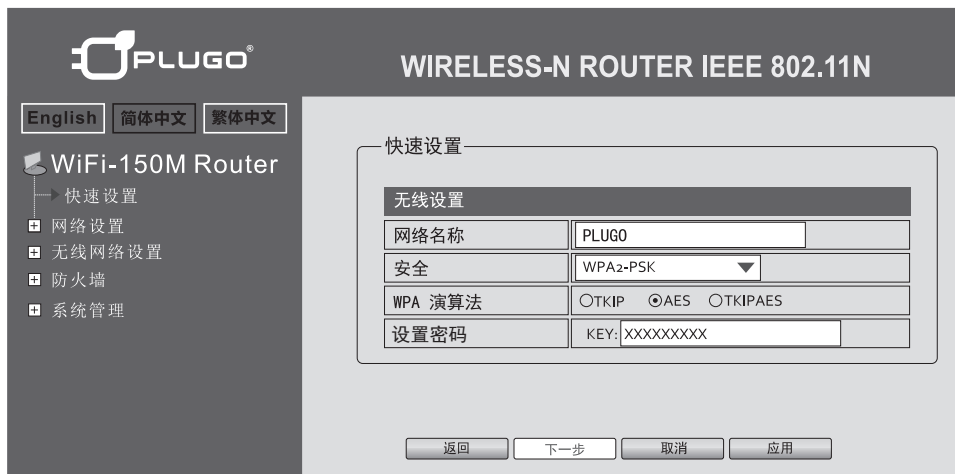 PLUGO®
WIRELESS-N ROUTER IEEE 802.11N
English 简体中文 繁体中文
WiFi-150M Router
快速设置
网络设置
无线网络设置
防火墙
系统管理
快速设置
无线设置
网络名称 PLUGO
安全 WPA2-PSK
WPA 演算法 TKIP AES TKIPAES
设置密码 KEY: XXXXXXXXX
返回 下一步 取消 应用